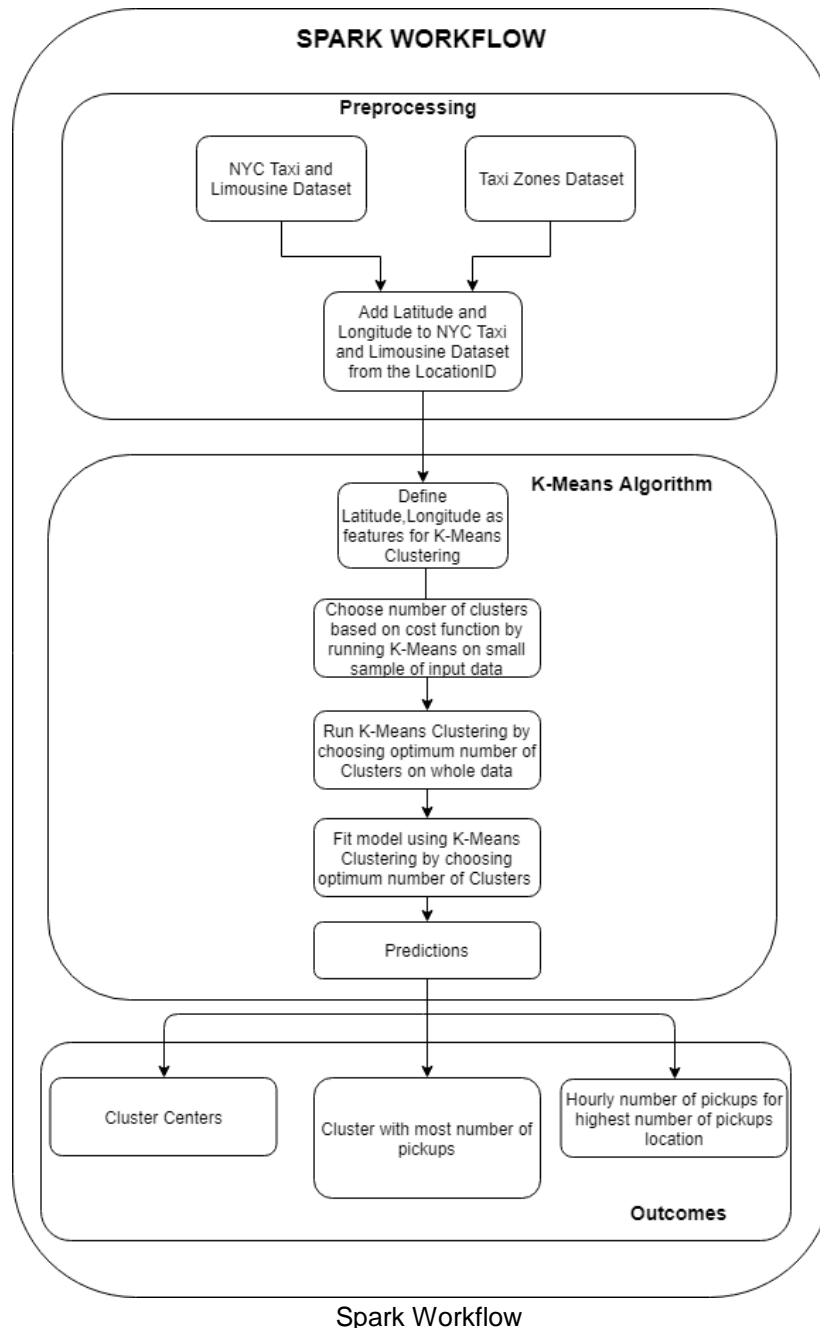 SPARK WORKFLOW
Preprocessing
NYC Taxi and
Limousine Dataset
Taxi Zones Dataset
Add Latitude and
Longitude to NYC Taxi
and Limousine Dataset
from the LocationID
K-Means Algorithm
Define
Latitude,Longitude as
features for K-Means
Clustering
Choose number of clusters
based on cost function by
running K-Means on small
sample of input data
Run K-Means Clustering by
choosing optimum number of
Clusters on whole data
Fit model using K-Means
Clustering by choosing
optimum number of Clusters
Predictions
Cluster Centers
Cluster with most number of
pickups
Hourly number of pickups for
highest number of pickups
location
Outcomes
Spark Workflow